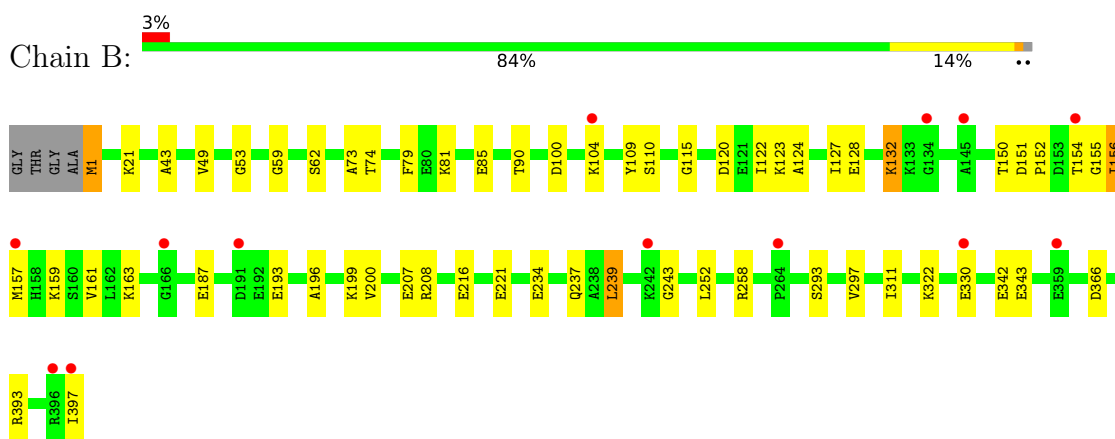 3%
Chain B:
84% 14% ••
GLY THR GLY ALA M1 K21 A43 V49 G53 G59 S62 A73 T74 F79 E80 K81 E85 T90 D100 K104 Y109 S110 G115 D120 E121 I122 K123 A124 I127 E128 K132 K133 G134 A145 T150 D151 P152 D153 T154 G155 I156
M157 H158 K159 S160 V161 L162 K163 G166 E187 D191 E192 E193 A196 K199 V200 E207 R208 E216 E221 E234 Q237 A238 L239 K242 G243 L252 R258 P264 S293 V297 I311 K322 E330 E342 E343 E359 D366
R393 R396 I397